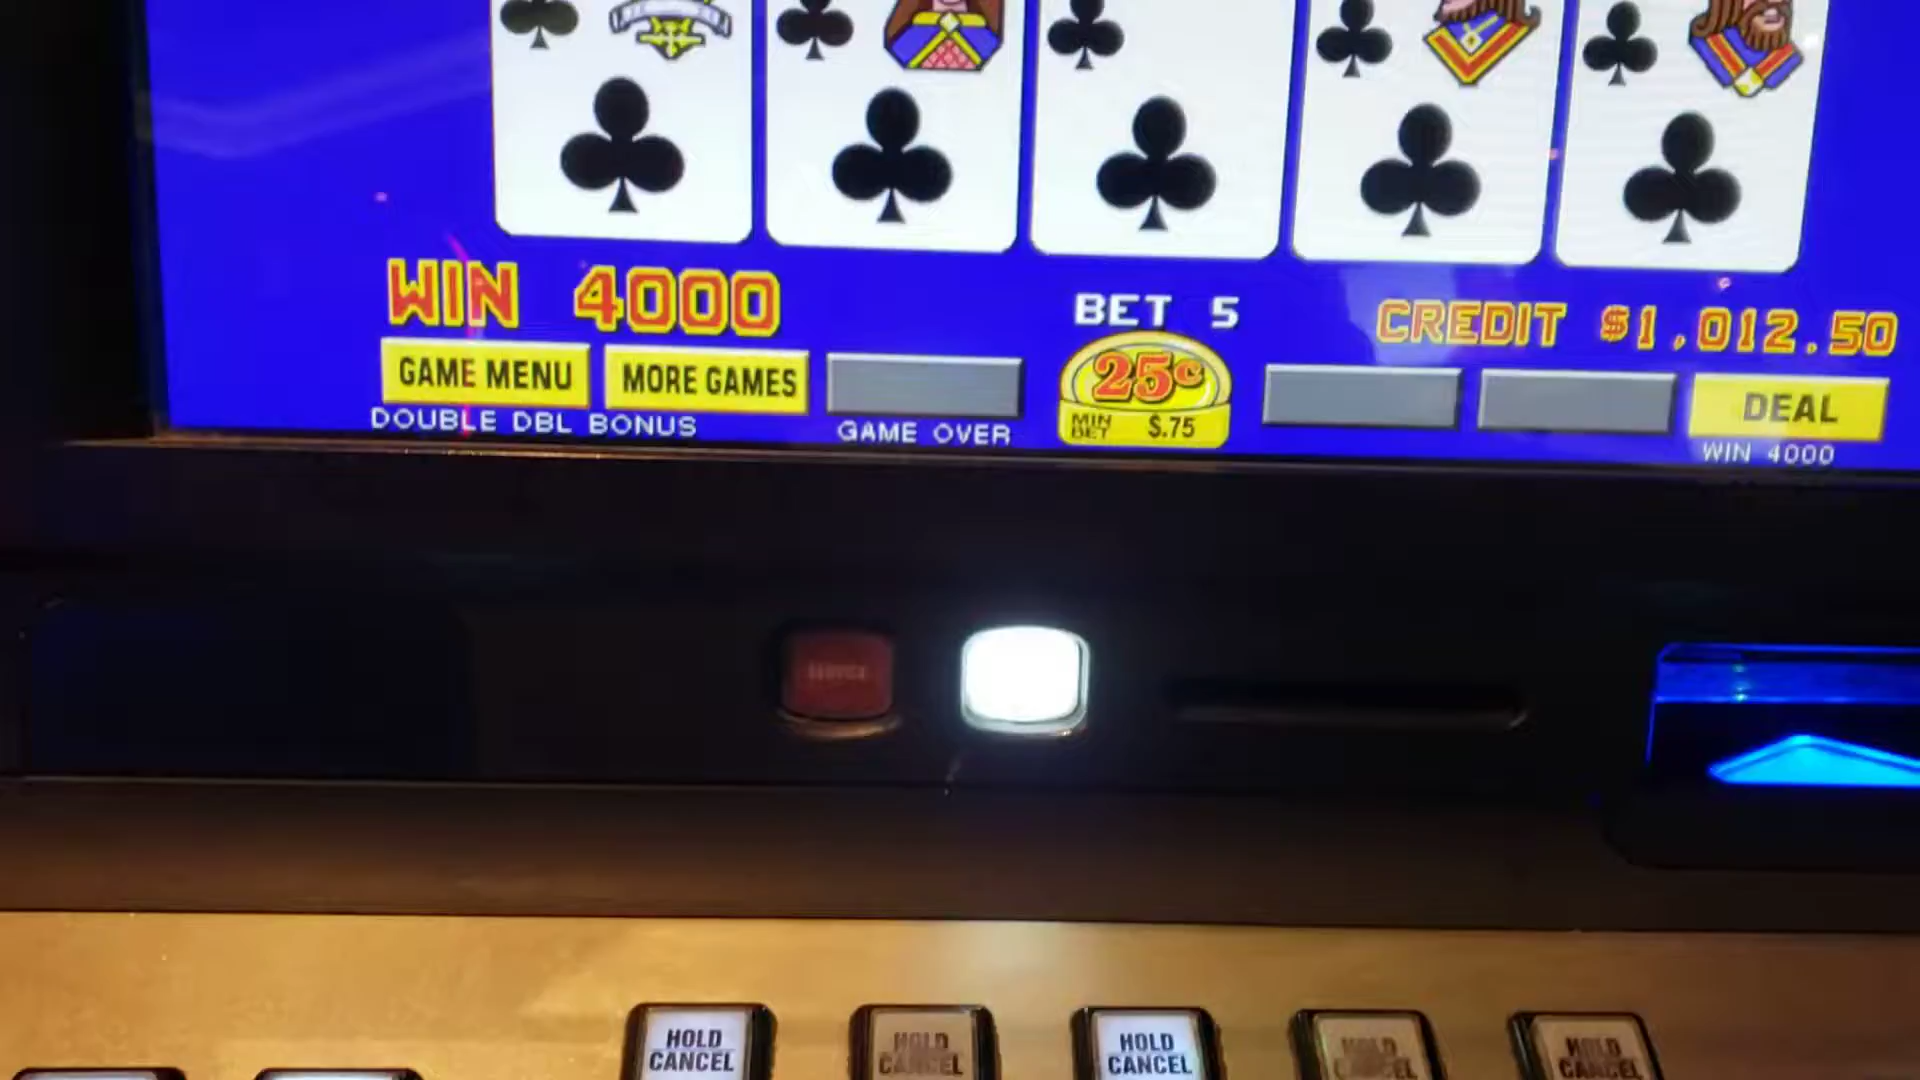 WIN 4000
BET 5
CREDIT $1,012.50
GAME MENU
MORE GAMES
25¢
MIN BET $.75
DEAL
DOUBLE DBL BONUS
GAME OVER
WIN 4000
HOLD CANCEL
HOLD CANCEL
HOLD CANCEL
HOLD CANCEL
HOLD CANCEL